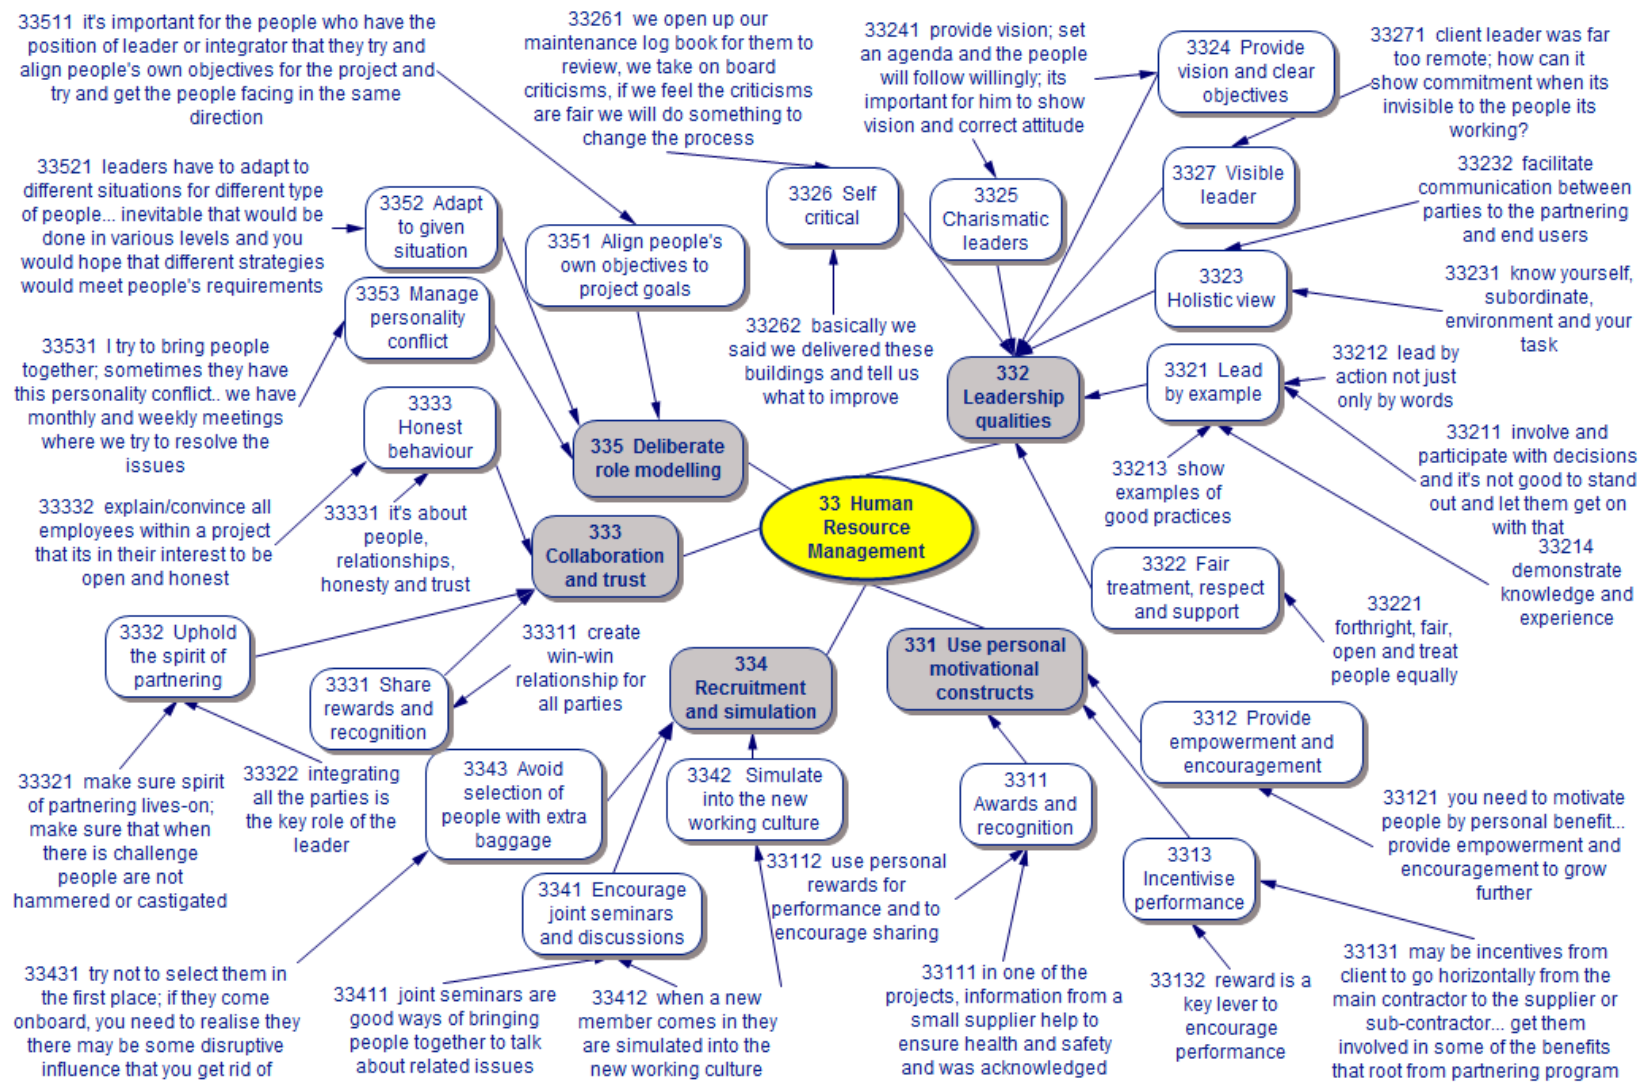 33511 it's important for the people who have the
position of leader or integrator that they try and
align people's own objectives for the project and
try and get the people facing in the same
direction
33261 we open up our
maintenance log book for them to
review, we take on board
criticisms, if we feel the criticisms
are fair we will do something to
change the process
33241 provide vision; set
an agenda and the people
will follow willingly; its
important for him to show
vision and correct attitude
3324 Provide
vision and clear
objectives
33271 client leader was far
too remote; how can it
show commitment when its
invisible to the people its
working?
33521 leaders have to adapt to
different situations for different type
of people... inevitable that would be
done in various levels and you
would hope that different strategies
would meet people's requirements
3352 Adapt
to given
situation
3351 Align people's
own objectives to
project goals
3326 Self
critical
3325
Charismatic
leaders
3327 Visible
leader
33232 facilitate
communication between
parties to the partnering
and end users
3323
Holistic view
33231 know yourself,
subordinate,
environment and your
task
3353 Manage
personality
conflict
33262 basically we
said we delivered these
buildings and tell us
what to improve
33531 I try to bring people
together; sometimes they have
this personality conflict.. we have
monthly and weekly meetings
where we try to resolve the
issues
3333
Honest
behaviour
335 Deliberate
role modelling
332
Leadership
qualities
3321 Lead
by example
33212 lead by
action not just
only by words
33211 involve and
participate with decisions
and it's not good to stand
out and let them get on
with that
33213 show
examples of
good practices
33214
demonstrate
knowledge and
experience
33332 explain/convince all
employees within a project
that its in their interest to be
open and honest
33331 it's about
people,
relationships,
honesty and trust
333
Collaboration
and trust
33 Human
Resource
Management
3322 Fair
treatment, respect
and support
33221
forthright, fair,
open and treat
people equally
3332 Uphold
the spirit of
partnering
3331 Share
rewards and
recognition
33311 create
win-win
relationship for
all parties
334
Recruitment
and simulation
331 Use personal
motivational
constructs
3312 Provide
empowerment and
encouragement
33321 make sure spirit
of partnering lives-on;
make sure that when
there is challenge
people are not
hammered or castigated
33322 integrating
all the parties is
the key role of the
leader
3343 Avoid
selection of
people with extra
baggage
3342 Simulate
into the new
working culture
3311
Awards and
recognition
33121 you need to motivate
people by personal benefit...
provide empowerment and
encouragement to grow
further
3313
Incentivise
performance
33112 use personal
rewards for
performance and to
encourage sharing
3341 Encourage
joint seminars
and discussions
33431 try not to select them in
the first place; if they come
onboard, you need to realise they
there may be some disruptive
influence that you get rid of
33411 joint seminars are
good ways of bringing
people together to talk
about related issues
33412 when a new
member comes in they
are simulated into the
new working culture
33111 in one of the
projects, information from a
small supplier help to
ensure health and safety
and was acknowledged
33132 reward is a
key lever to
encourage
performance
33131 may be incentives from
client to go horizontally from the
main contractor to the supplier or
sub-contractor... get them
involved in some of the benefits
that root from partnering program